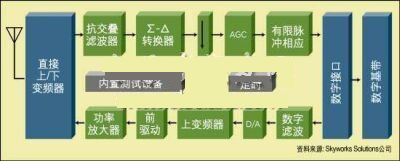 直接
上/下
变频器
抗交叠
滤波器
Σ-Δ
转换器
AGC
有限脉
冲相应
数字接口
数字基带
内置测试设备
定时
功率
放大器
前
驱动
上变频器
D/A
数字
滤波
资料来源: Skyworks Solutions公司